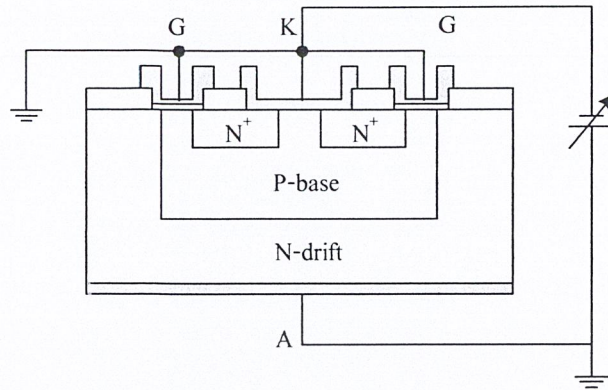 G K G
N+ N+
P-base
N-drift
A